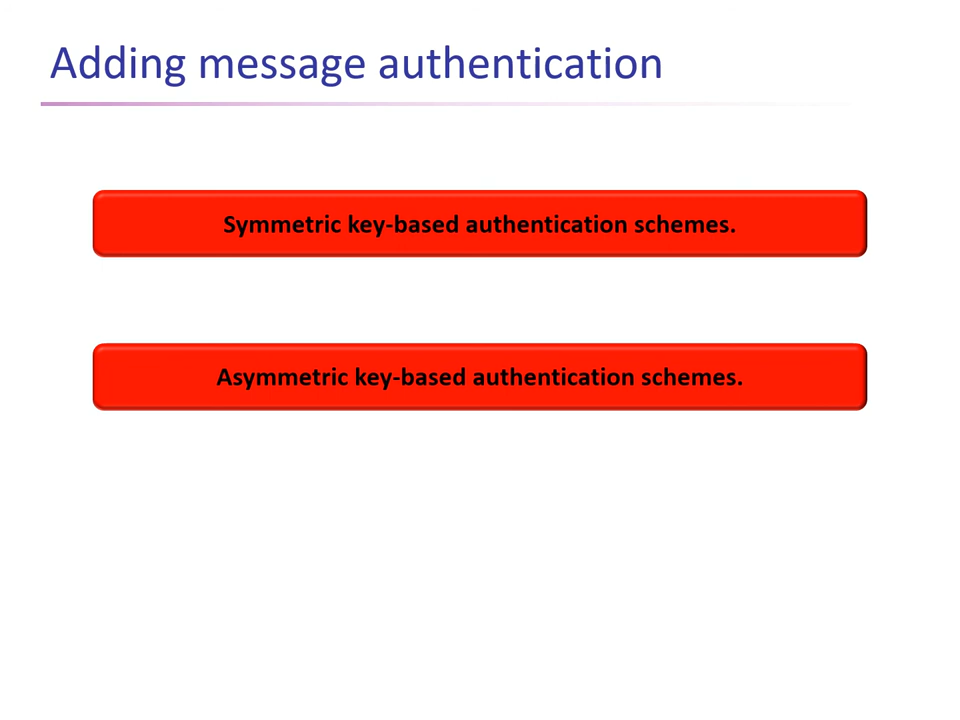 Adding message authentication
Symmetric key-based authentication schemes.
Asymmetric key-based authentication schemes.